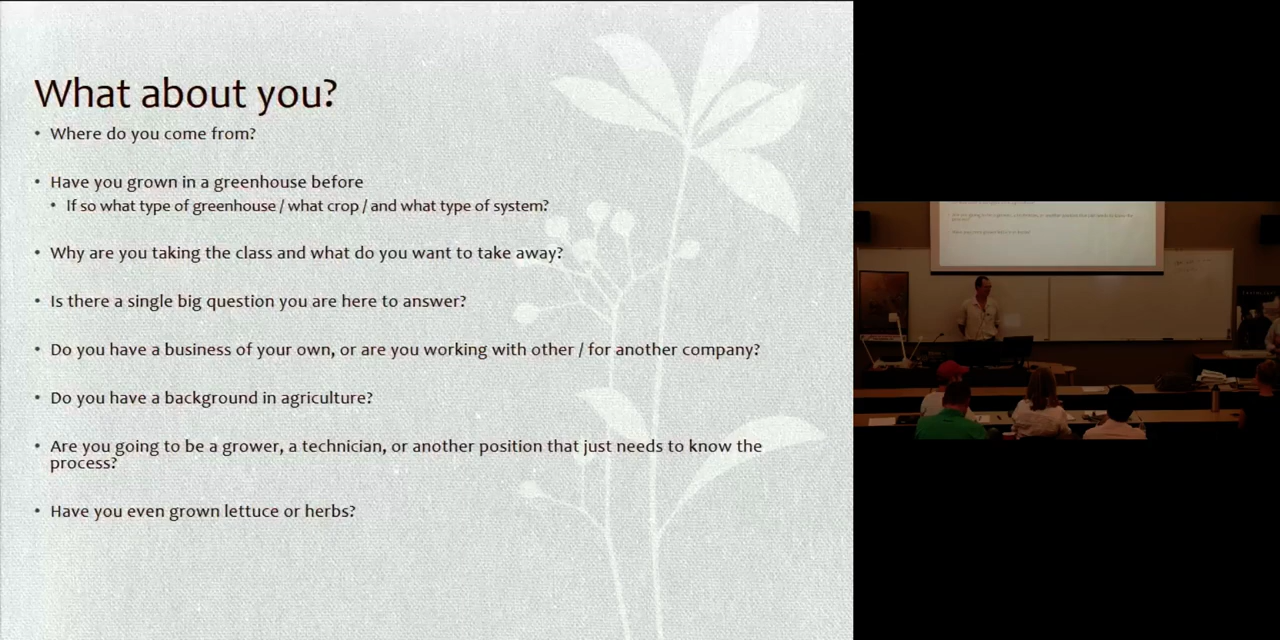 What about you?
• Where do you come from?
• Have you grown in a greenhouse before
• If so what type of greenhouse / what crop / and what type of system?
• Why are you taking the class and what do you want to take away?
• Is there a single big question you are here to answer?
• Do you have a business of your own, or are you working with other / for another company?
• Do you have a background in agriculture?
• Are you going to be a grower, a technician, or another position that just needs to know the
process?
• Have you even grown lettuce or herbs?